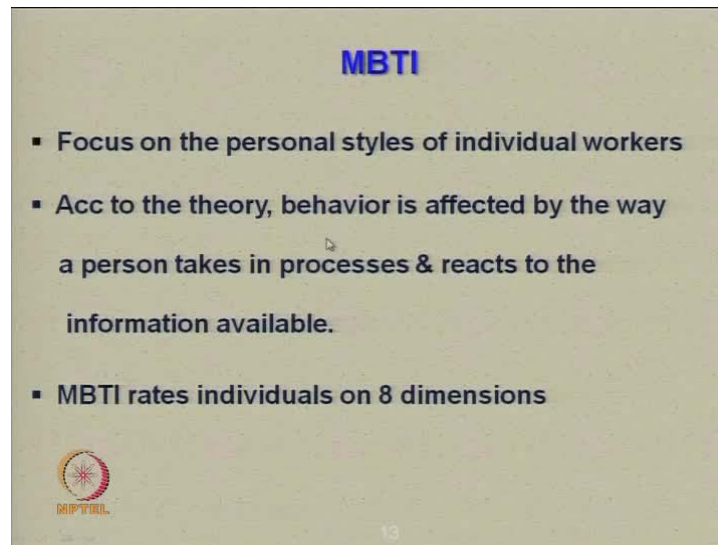 MBTI
▪ Focus on the personal styles of individual workers
▪ Acc to the theory, behavior is affected by the way
a person takes in processes & reacts to the
information available.
▪ MBTI rates individuals on 8 dimensions
NPTEL
13